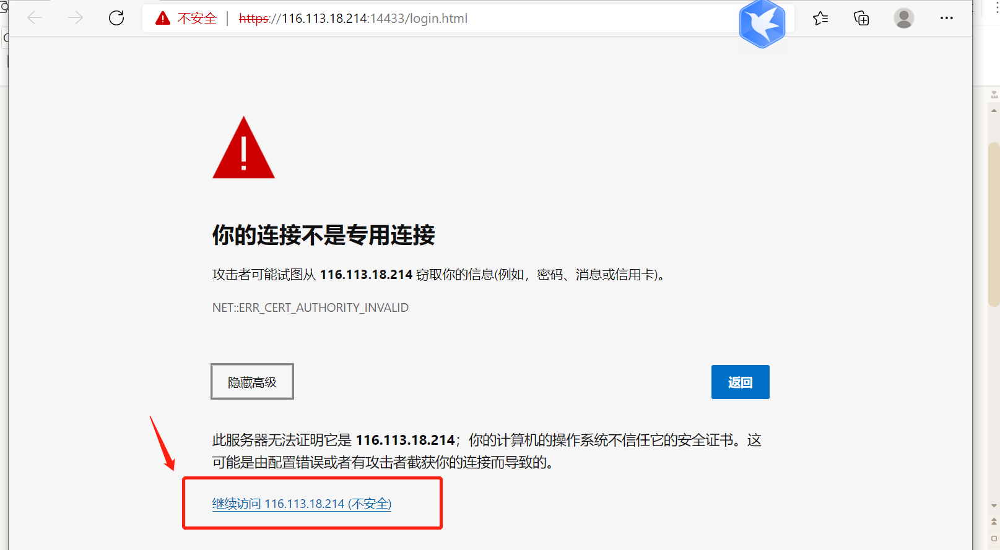 不安全 | https://116.113.18.214:14433/login.html
你的连接不是专用连接
攻击者可能试图从 116.113.18.214 窃取你的信息(例如，密码、消息或信用卡)。
NET::ERR_CERT_AUTHORITY_INVALID
隐藏高级
返回
此服务器无法证明它是 116.113.18.214；你的计算机的操作系统不信任它的安全证书。这
可能是由配置错误或者有攻击者截获你的连接而导致的。
继续访问 116.113.18.214 (不安全)